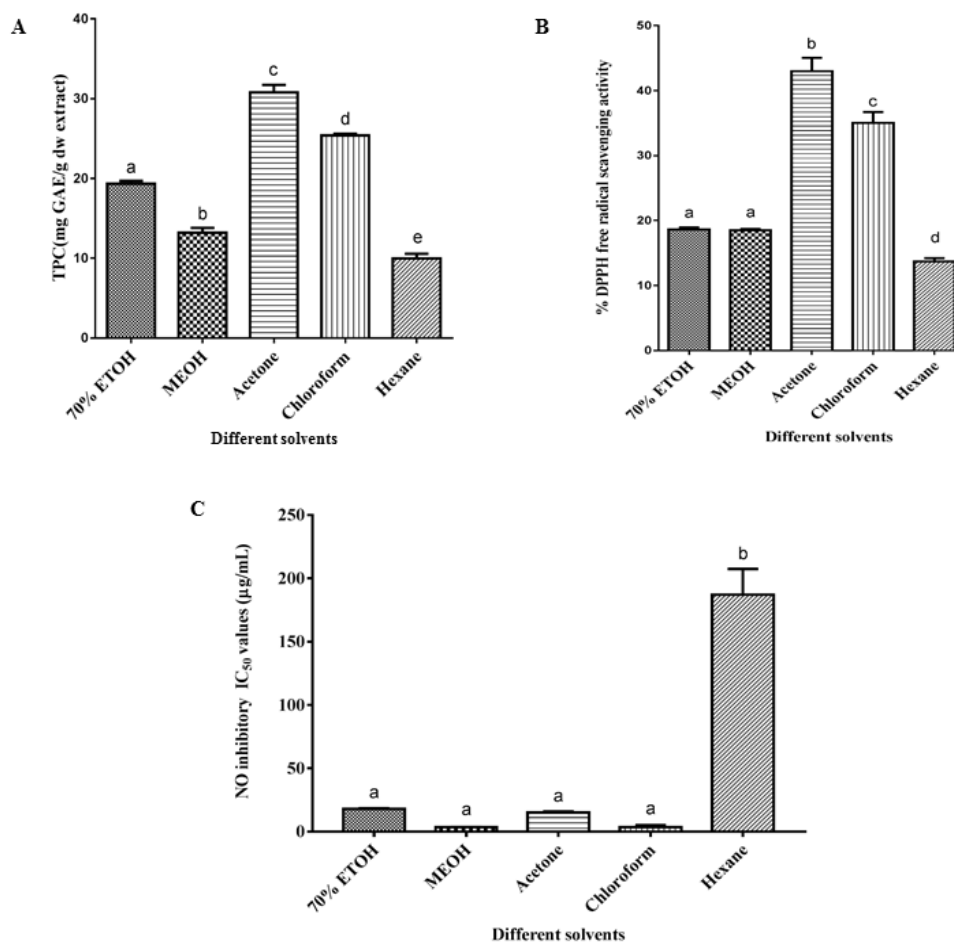 A
TPC(mg GAE/g dw extract)
40
30
20
10
0
a
b
c
d
e
70% ETOH
MEOH
Acetone
Chloroform
Hexane
Different solvents
B
% DPPH free radical scavenging activity
50
40
30
20
10
0
a
a
b
c
d
70% ETOH
MEOH
Acetone
Chloroform
Hexane
Different solvents
C
NO inhibitory IC50 values (µg/mL)
250
200
150
100
50
0
a
a
a
a
b
70% ETOH
MEOH
Acetone
Chloroform
Hexane
Different solvents